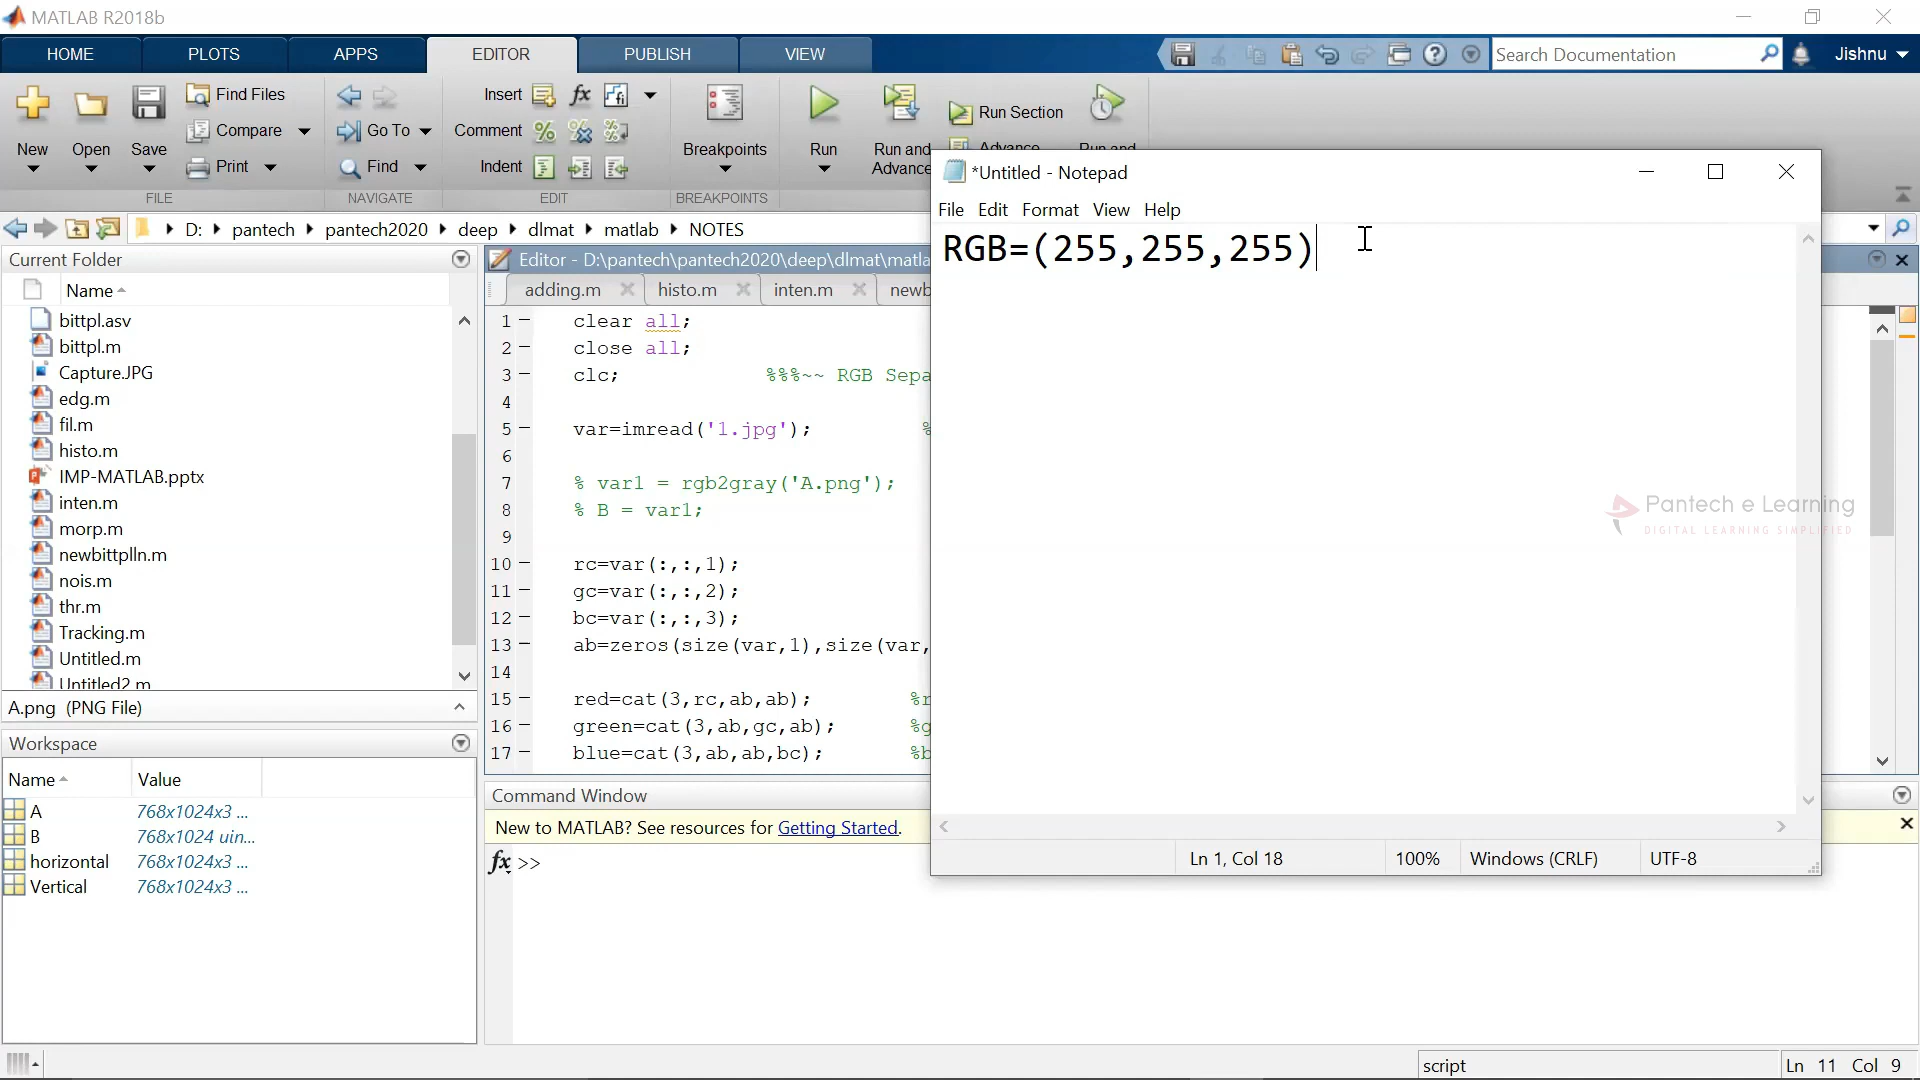 MATLAB R2018b
HOME PLOTS APPS EDITOR PUBLISH VIEW
Search Documentation
Jishnu
New
Open
Save
Find Files
Compare
Print
FILE
Go To
Find
NAVIGATE
Insert
fx
Comment
Indent
EDIT
Breakpoints
BREAKPOINTS
Run
Run and
Advance
Run Section
D: pantech pantech2020 deep dlmat matlab NOTES
Current Folder
Name
bittpl.asv
bittpl.m
Capture.JPG
edg.m
fil.m
histo.m
IMP-MATLAB.pptx
inten.m
morp.m
newbittplln.m
nois.m
thr.m
Tracking.m
Untitled.m
Untitled2.m
A.png (PNG File)
Workspace
Name Value
A 768x1024x3 ...
B 768x1024 uin...
horizontal 768x1024x3 ...
Vertical 768x1024x3 ...
Editor - D:\pantech\pantech2020\deep\dlmat\matla
adding.m histo.m inten.m newb
1 clear all;
2 close all;
3 clc; %%%~~ RGB Sepa
4
5 var=imread('1.jpg'); %
6
7 % var1 = rgb2gray('A.png');
8 % B = var1;
9
10 rc=var(:,:,1);
11 gc=var(:,:,2);
12 bc=var(:,:,3);
13 ab=zeros(size(var,1),size(var,
14
15 red=cat(3,rc,ab,ab); %r
16 green=cat(3,ab,gc,ab); %g
17 blue=cat(3,ab,ab,bc); %b
Command Window
New to MATLAB? See resources for Getting Started.
fx >>
*Untitled - Notepad
File Edit Format View Help
RGB=(255,255,255)
Pantech e Learning
DIGITAL LEARNING SIMPLIFIED
Ln 1, Col 18 100% Windows (CRLF) UTF-8
script Ln 11 Col 9